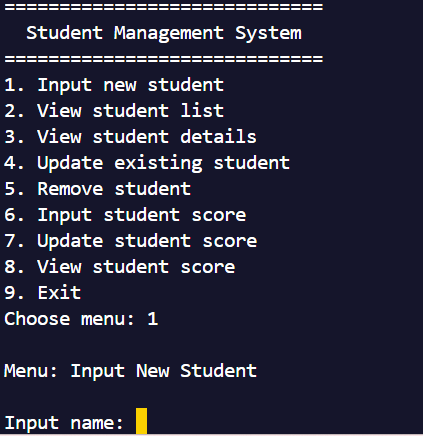 =============================
Student Management System
=============================
1. Input new student
2. View student list
3. View student details
4. Update existing student
5. Remove student
6. Input student score
7. Update student score
8. View student score
9. Exit
Choose menu: 1
Menu: Input New Student
Input name: